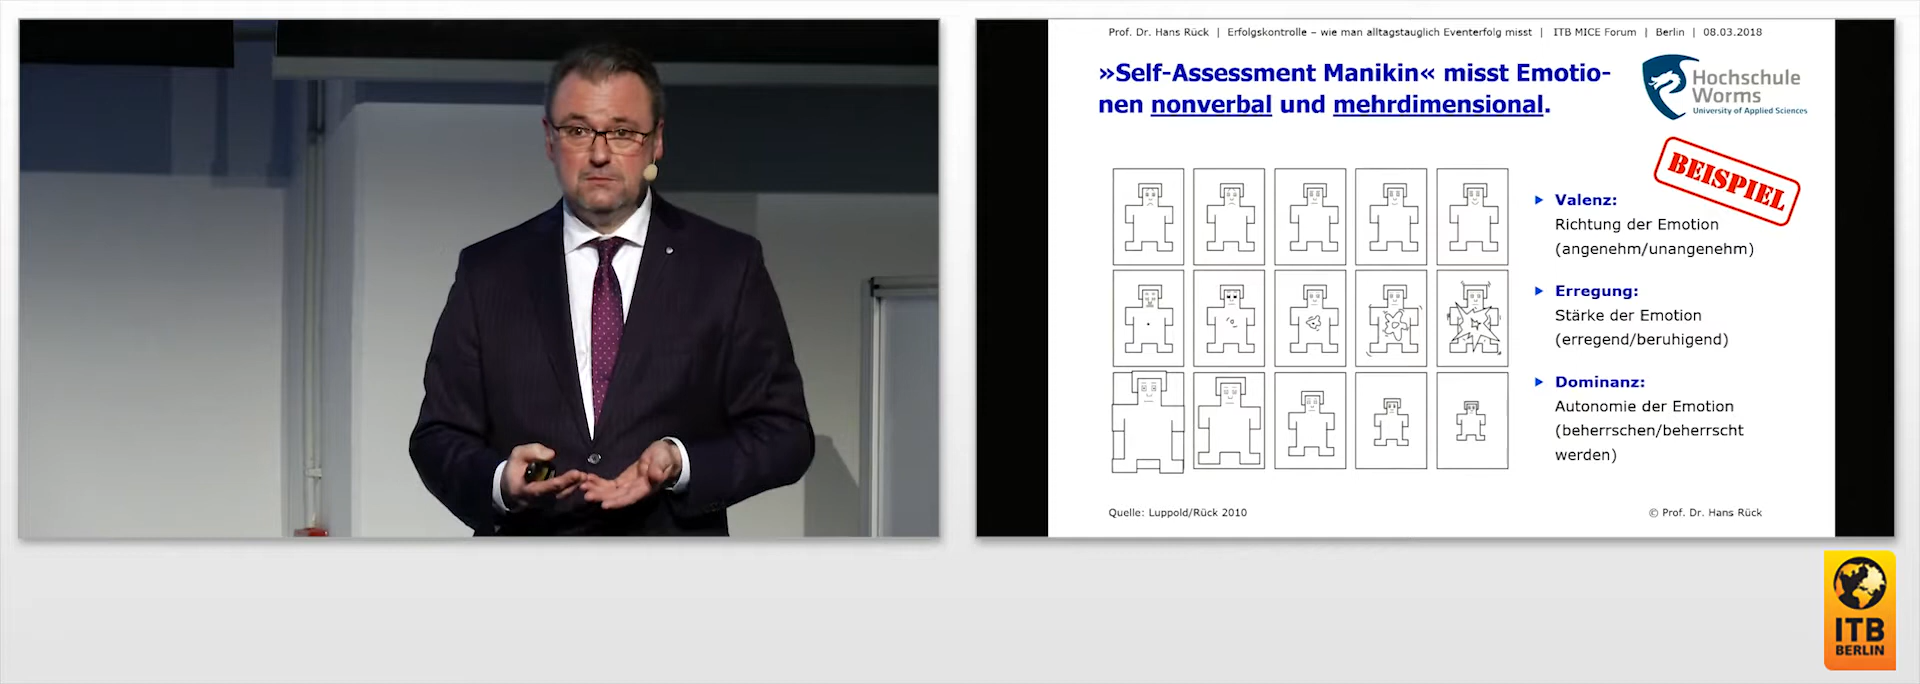 Prof. Dr. Hans Rück | Erfolgskontrolle – wie man alltagstauglich Eventerfolg misst | ITB MICE Forum | Berlin | 08.03.2018
»Self-Assessment Manikin« misst Emotio-
nen nonverbal und mehrdimensional.
Hochschule
Worms
University of Applied Sciences
BEISPIEL
Valenz:
Richtung der Emotion
(angenehm/unangenehm)
Erregung:
Stärke der Emotion
(erregend/beruhigend)
Dominanz:
Autonomie der Emotion
(beherrschen/beherrscht
werden)
Quelle: Luppold/Rück 2010
© Prof. Dr. Hans Rück
ITB
BERLIN